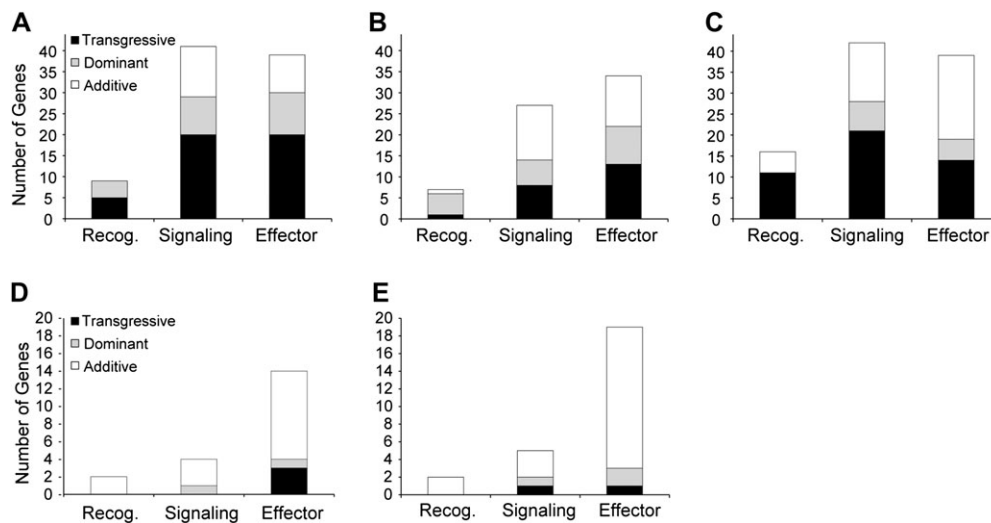 A
B
C
Number of Genes
40
35
30
25
20
15
10
5
0
Transgressive
Dominant
Additive
Recog. Signaling Effector
40
35
30
25
20
15
10
5
0
Recog. Signaling Effector
40
35
30
25
20
15
10
5
0
Recog. Signaling Effector
D
E
Number of Genes
20
18
16
14
12
10
8
6
4
2
0
Transgressive
Dominant
Additive
Recog. Signaling Effector
20
18
16
14
12
10
8
6
4
2
0
Recog. Signaling Effector